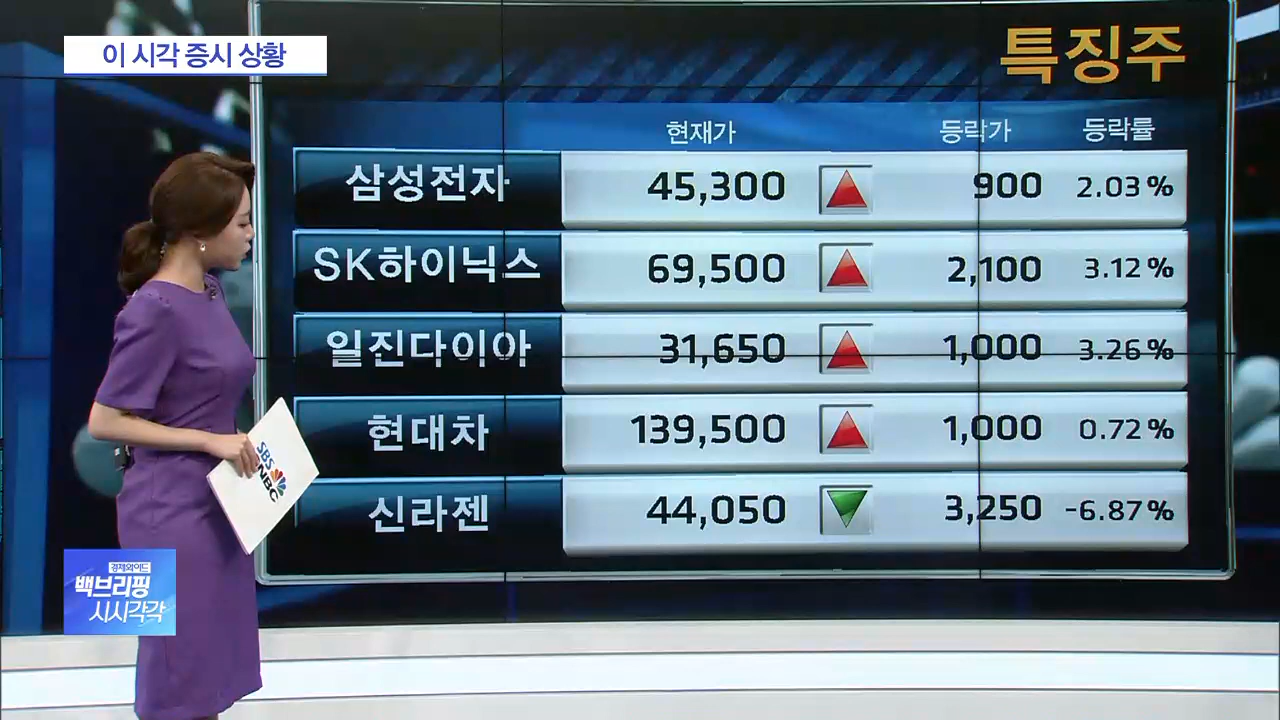 이 시각 증시 상황
특징주
현재가 등락가 등락률
삼성전자 45,300 ▲ 900 2.03%
SK하이닉스 69,500 ▲ 2,100 3.12%
일진다이아 31,650 ▲ 1,000 3.26%
현대차 139,500 ▲ 1,000 0.72%
신라젠 44,050 ▼ 3,250 -6.87%
SBS
CNBC
경제와이드
백브리핑
시시각각